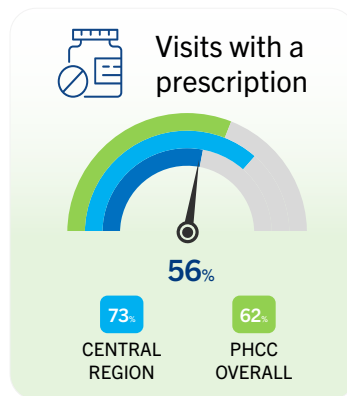 Visits with a
prescription
56%
73%
62%
CENTRAL
REGION
PHCC
OVERALL